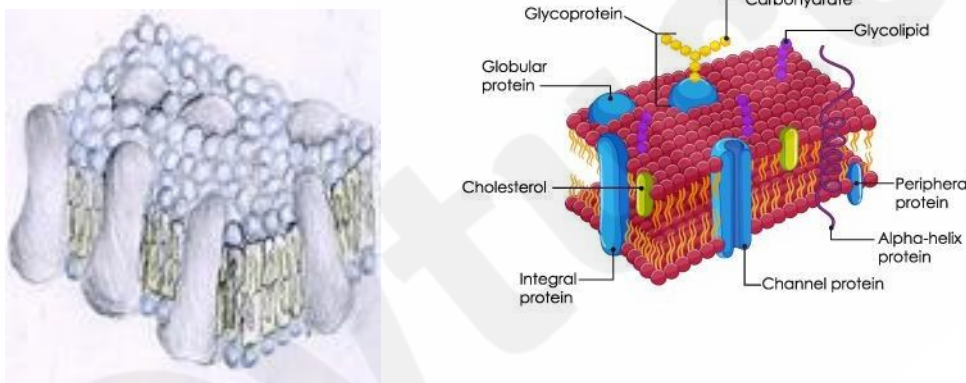 Carbohydrate
Glycoprotein
Glycolipid
Globular
protein
Cholesterol
Periphera
protein
Alpha-helix
protein
Integral
protein
Channel protein